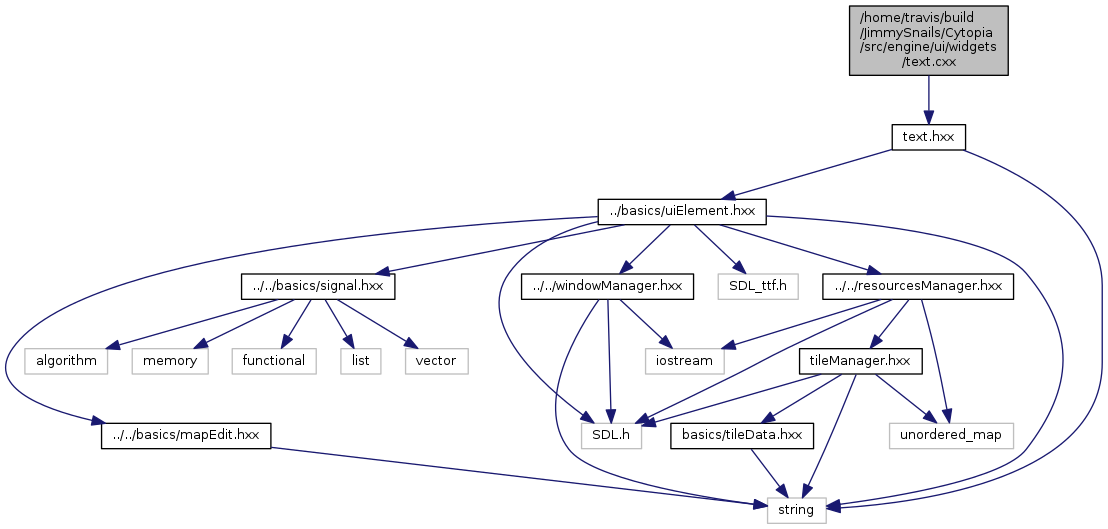 /home/travis/build
/JimmySnails/Cytopia
/src/engine/ui/widgets
/text.cxx
text.hxx
../basics/uiElement.hxx
../../basics/signal.hxx
../../windowManager.hxx
SDL_ttf.h
../../resourcesManager.hxx
algorithm
memory
functional
list
vector
iostream
tileManager.hxx
../../basics/mapEdit.hxx
SDL.h
basics/tileData.hxx
unordered_map
string